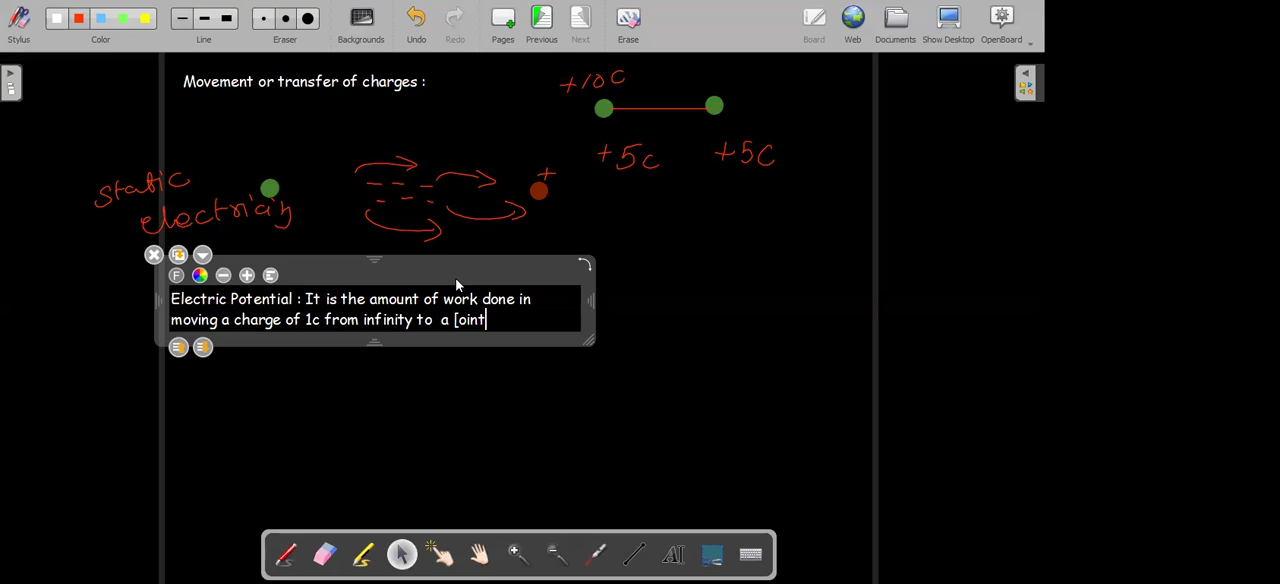 Stylus Color Line Eraser Backgrounds Undo Redo Pages Previous Next Erase Board Web Documents Show Desktop OpenBoard
Movement or transfer of charges :
+10C
+5C +5C
Static
electricity
+
F
Electric Potential : It is the amount of work done in
moving a charge of 1c from infinity to a [oint
AI